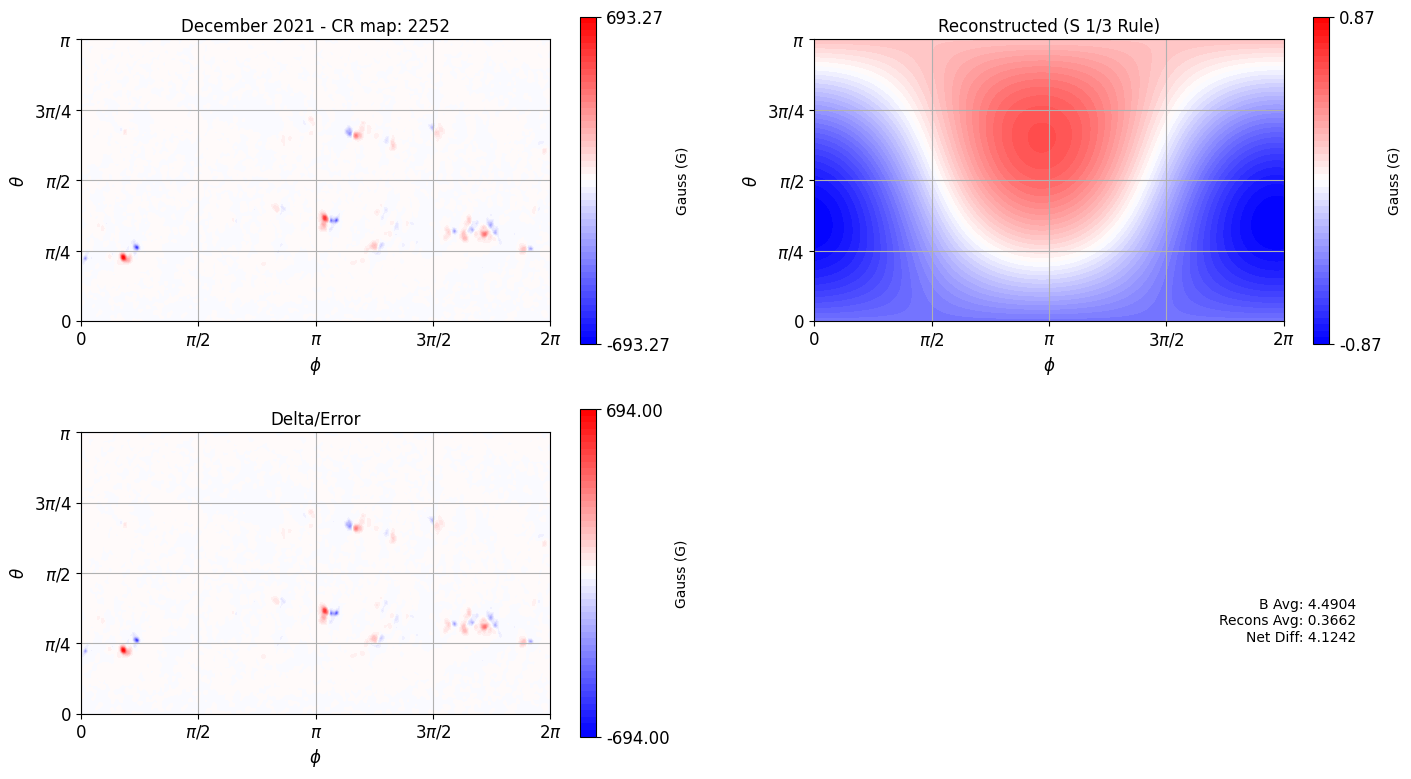 December 2021 - CR map: 2252
693.27
π
3π/4
π/2
π/4
0
θ
0
π/2
π
3π/2
2π
ϕ
-693.27
Gauss (G)
Reconstructed (S 1/3 Rule)
0.87
π
3π/4
π/2
π/4
0
θ
0
π/2
π
3π/2
2π
ϕ
-0.87
Gauss (G)
Delta/Error
694.00
π
3π/4
π/2
π/4
0
θ
0
π/2
π
3π/2
2π
ϕ
-694.00
Gauss (G)
B Avg: 4.4904
Recons Avg: 0.3662
Net Diff: 4.1242